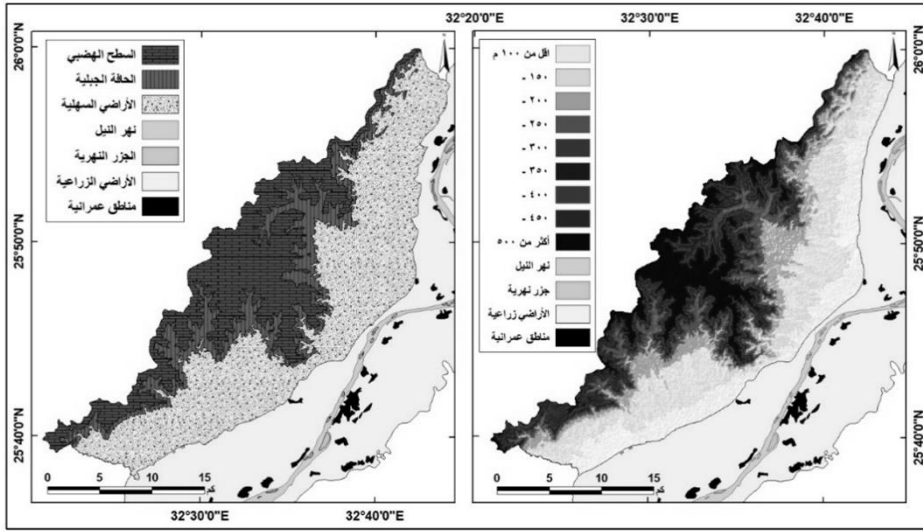 32°20'0"E
32°30'0"E
32°40'0"E
26°0'0"N
25°50'0"N
25°40'0"N
السطح الهضبي
الحافة الجبلية
الأراضي السهلية
نهر النيل
الجزر النهرية
الأراضي الزراعية
مناطق عمرانية
0 5 10 15
كم
32°30'0"E
32°40'0"E
اقل من ١٠٠ م
١٥٠ -
٢٠٠ -
٢٥٠ -
٣٠٠ -
٣٥٠ -
٤٠٠ -
٤٥٠ -
أكثر من ٥٠٠
نهر النيل
جزر نهرية
الأراضي زراعية
مناطق عمرانية
26°0'0"N
25°50'0"N
25°40'0"N
0 5 10 15
كم